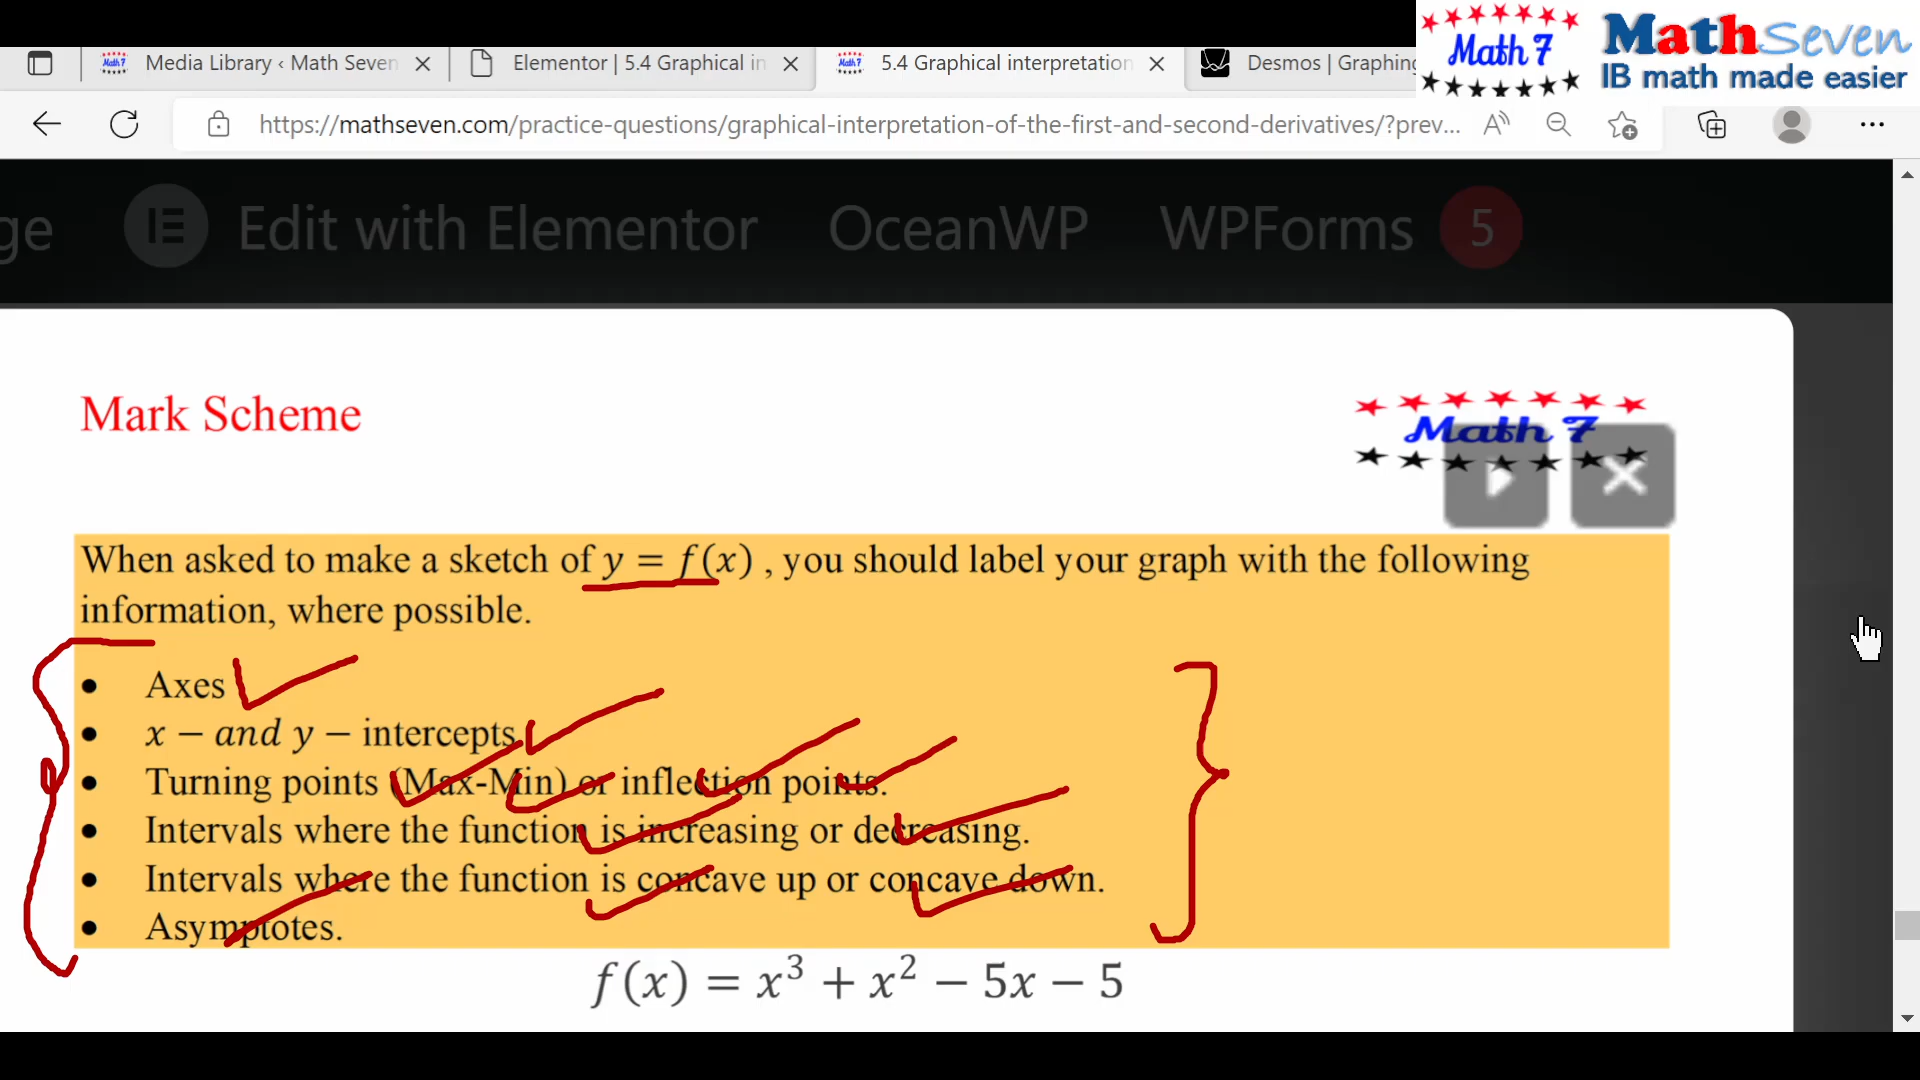 Math 7
MathSeven
IB math made easier
Media Library ‹ Math Seven
Elementor | 5.4 Graphical in
5.4 Graphical interpretation
Desmos | Graphing
https://mathseven.com/practice-questions/graphical-interpretation-of-the-first-and-second-derivatives/?prev...
ge
Edit with Elementor
OceanWP
WPForms
5
Mark Scheme
Math 7
When asked to make a sketch of y = f(x) , you should label your graph with the following
information, where possible.
• Axes
• x – and y – intercepts
• Turning points (Max-Min) or inflection points.
• Intervals where the function is increasing or decreasing.
• Intervals where the function is concave up or concave down.
• Asymptotes.
f(x) = x³ + x² − 5x − 5